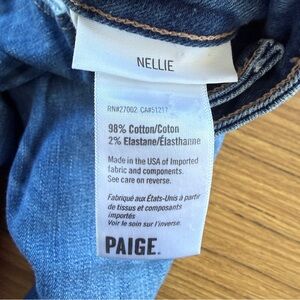 NELLIE
RN#27002 CA#51217
98% Cotton/Coton
2% Elastane/Élasthanne
Made in the USA of Imported
fabric and components.
See care on reverse.
Fabriqué aux États-Unis à partir
de tissus et composants
importés
Voir le soin sur l'inverse.
PAIGE.